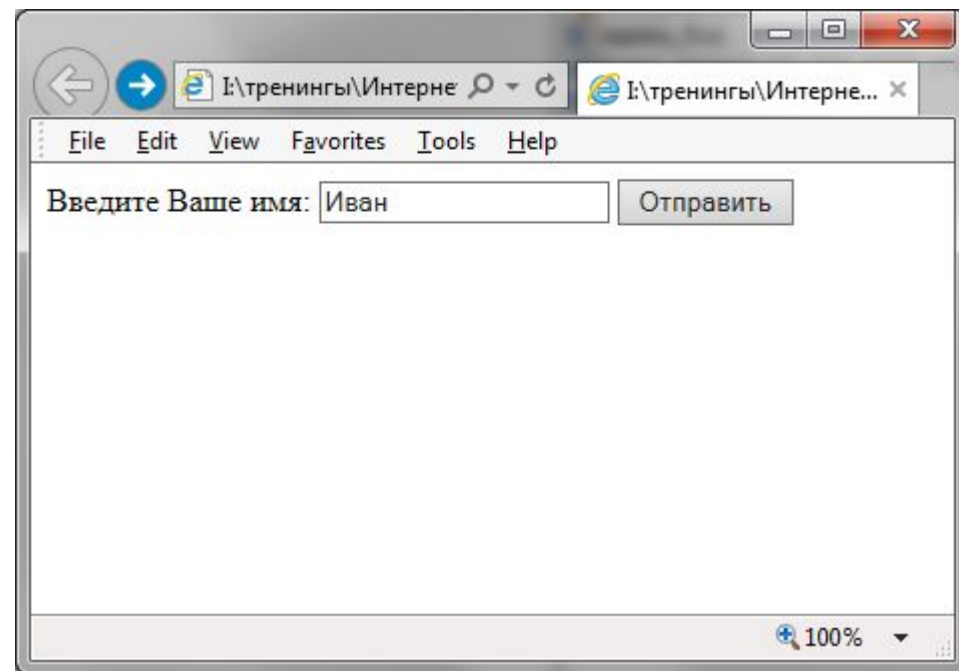 I:\тренинги\Интерне
I:\тренинги\Интерне...
File Edit View Favorites Tools Help
Введите Ваше имя: Иван Отправить
100%